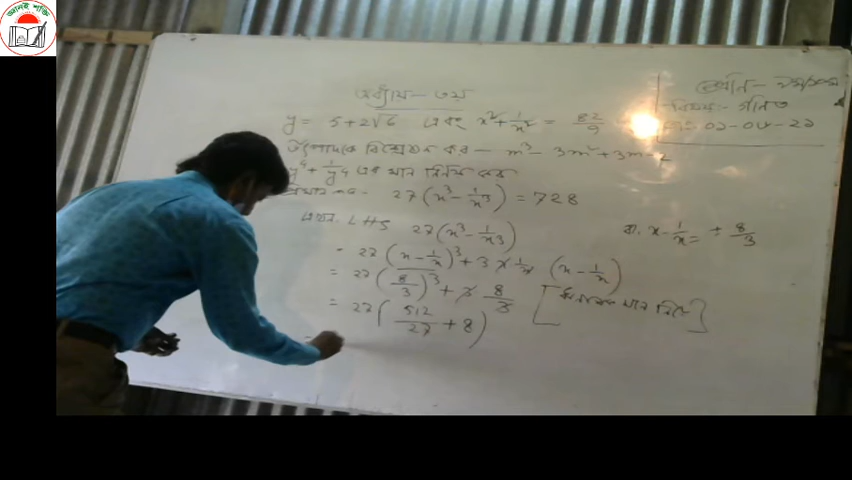 আলাই শক্তি
অধ্যায় - ৩য়
বিষয় - গণিত
y = 5 + 2√6 এবং x² + 1/x² = 82/9
উৎপাদকে বিশ্লেষণ কর - m³ - 3m² + 3m -
y⁴ + 1/y⁴ এর মান নির্ণয় কর
প্রমাণ কর - 27(x³ - 1/x³) = 728
এখন, LHS 27(x³ - 1/x³)
বা, x - 1/x = ± 8/3
= 27(x - 1/x)³ + 3 x 1/x (x - 1/x)
= 27(8/3)³ + 3 8/3 [ মান ]
= 27(512/27 + 8)